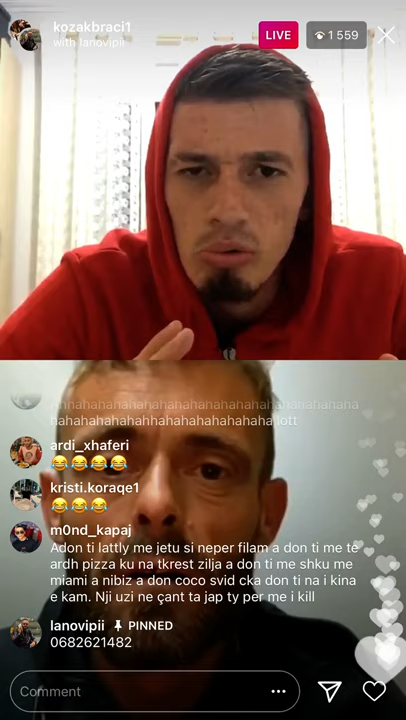 kozakbraci1
with lanovipii
LIVE
1 559
hahahahahahahahahahahahahahahahaha
hahahahahahhahahahahahahahaha lott
ardi_xhaferi
😂😂😂😂
kristi.koraqe1
😂😂😂
m0nd_kapaj
Adon ti lattly me jetu si neper filam a don ti me te
ardh pizza ku na tkrest zilja a don ti me shku me
miami a nibiz a don coco svid cka don ti na i kina
e kam. Nji uzi ne çant ta jap ty per me i kill
lanovipii PINNED
0682621482
Comment